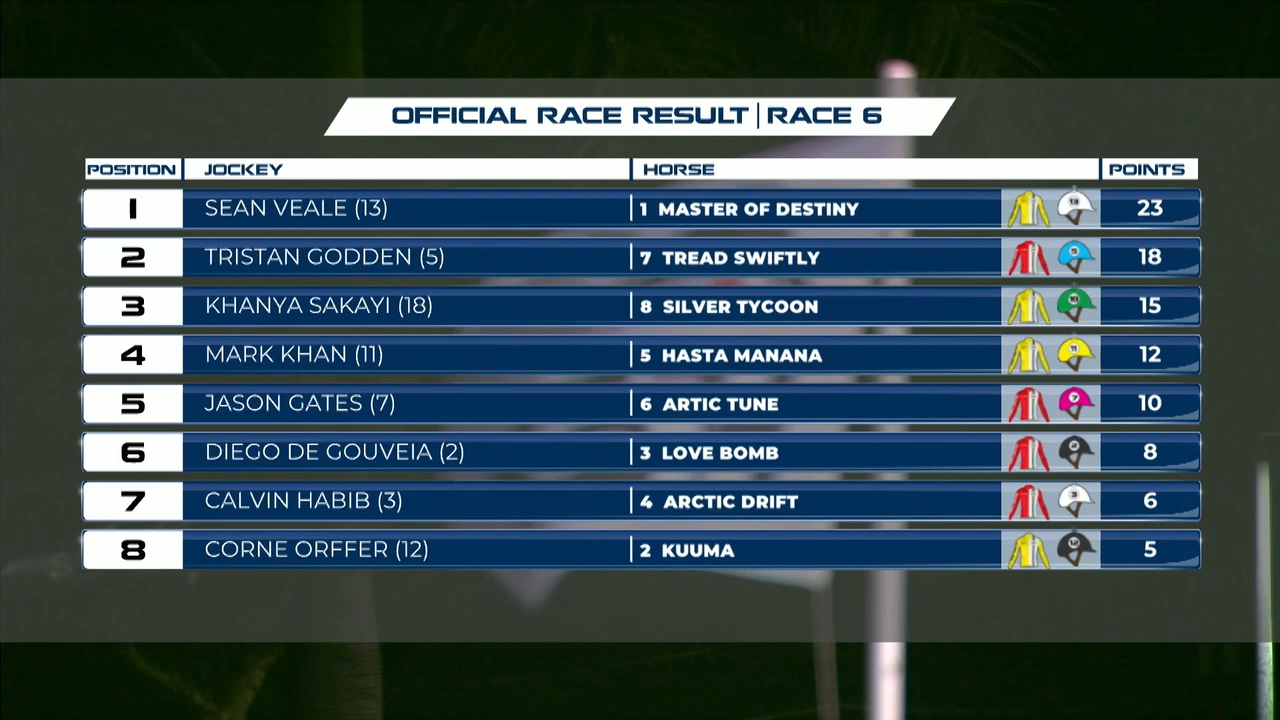 OFFICIAL RACE RESULT | RACE 6
POSITION JOCKEY HORSE POINTS
1 SEAN VEALE (13) 1 MASTER OF DESTINY 23
2 TRISTAN GODDEN (5) 7 TREAD SWIFTLY 18
3 KHANYA SAKAYI (18) 8 SILVER TYCOON 15
4 MARK KHAN (11) 5 HASTA MANANA 12
5 JASON GATES (7) 6 ARTIC TUNE 10
6 DIEGO DE GOUVEIA (2) 3 LOVE BOMB 8
7 CALVIN HABIB (3) 4 ARCTIC DRIFT 6
8 CORNE ORFFER (12) 2 KUUMA 5